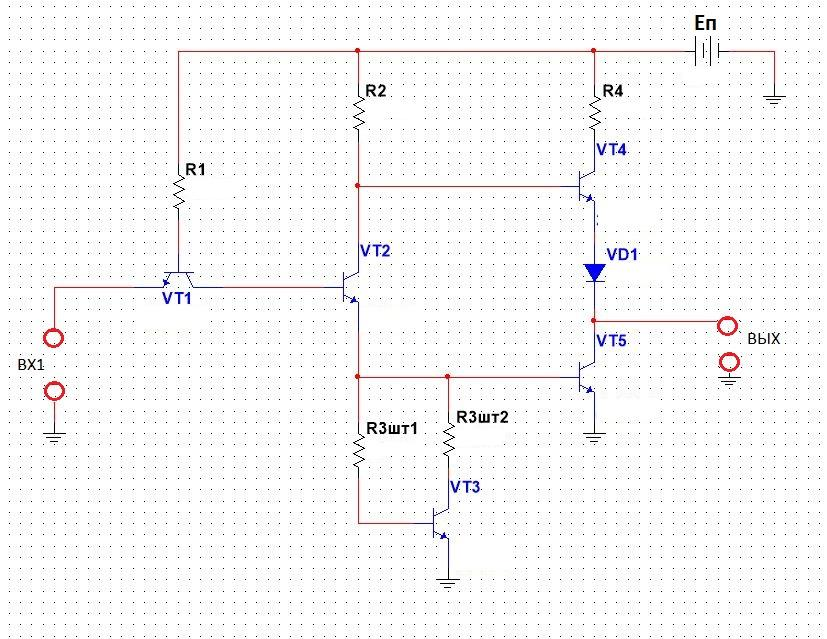 Еп
R2
R4
VT4
R1
VT2
VD1
VT1
ВЫХ
VT5
ВХ1
R3шт2
R3шт1
VT3